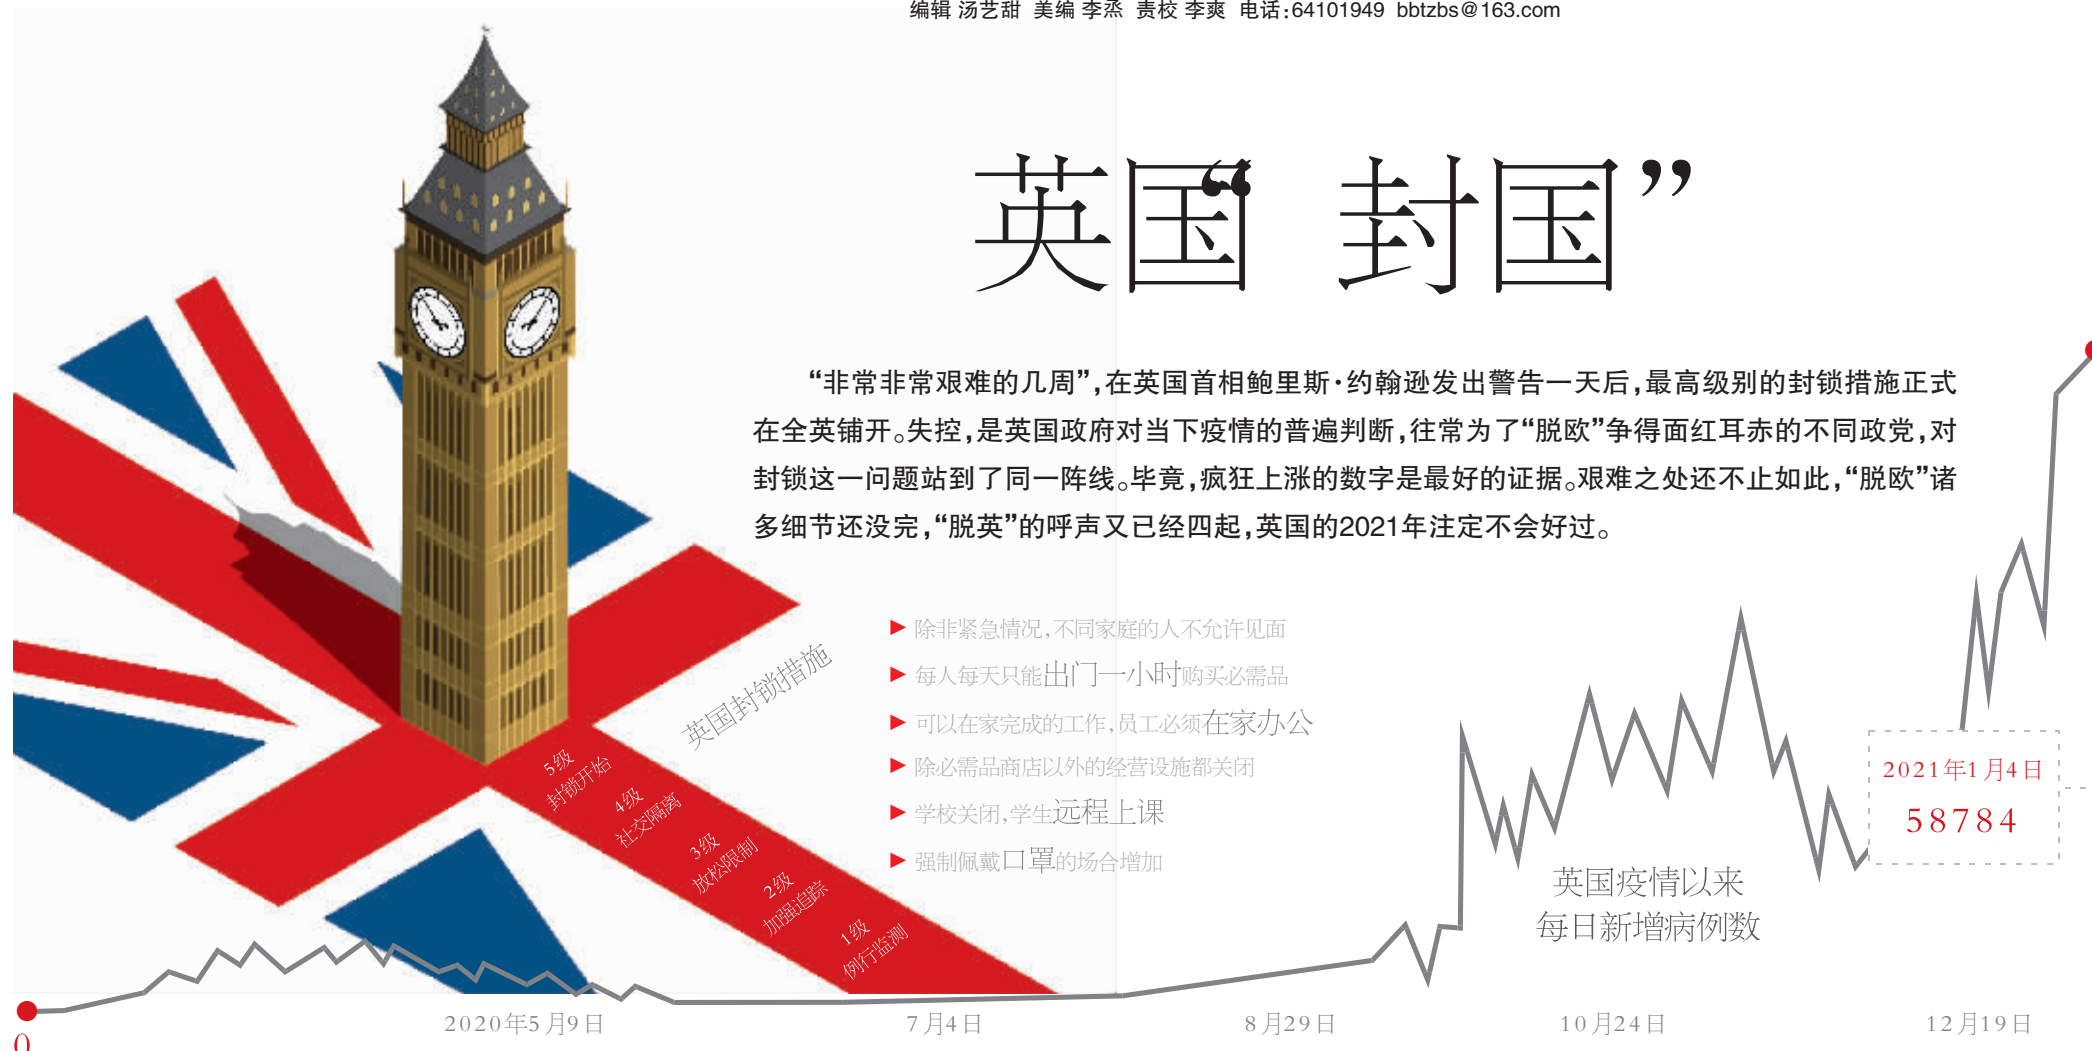 编辑 汤艺甜 美编 李烝 责校 李爽 电话:64101949 bbtzbs@163.com
英国“封国”
“非常非常艰难的几周”,在英国首相鲍里斯·约翰逊发出警告一天后,最高级别的封锁措施正式
在全英铺开。失控,是英国政府对当下疫情的普遍判断,往常为了“脱欧”争得面红耳赤的不同政党,对
封锁这一问题站到了同一阵线。毕竟,疯狂上涨的数字是最好的证据。艰难之处还不止如此,“脱欧”诸
多细节还没完,“脱英”的呼声又已经四起,英国的2021年注定不会好过。
英国封锁措施
▶ 除非紧急情况,不同家庭的人不允许见面
▶ 每人每天只能出门一小时购买必需品
▶ 可以在家完成的工作,员工必须在家办公
▶ 除必需品商店以外的经营设施都关闭
▶ 学校关闭,学生远程上课
▶ 强制佩戴口罩的场合增加
5级
封锁开始
4级
社交隔离
3级
放松限制
2级
加强追踪
1级
例行监测
2021年1月4日
58784
英国疫情以来
每日新增病例数
0
2020年5月9日
7月4日
8月29日
10月24日
12月19日